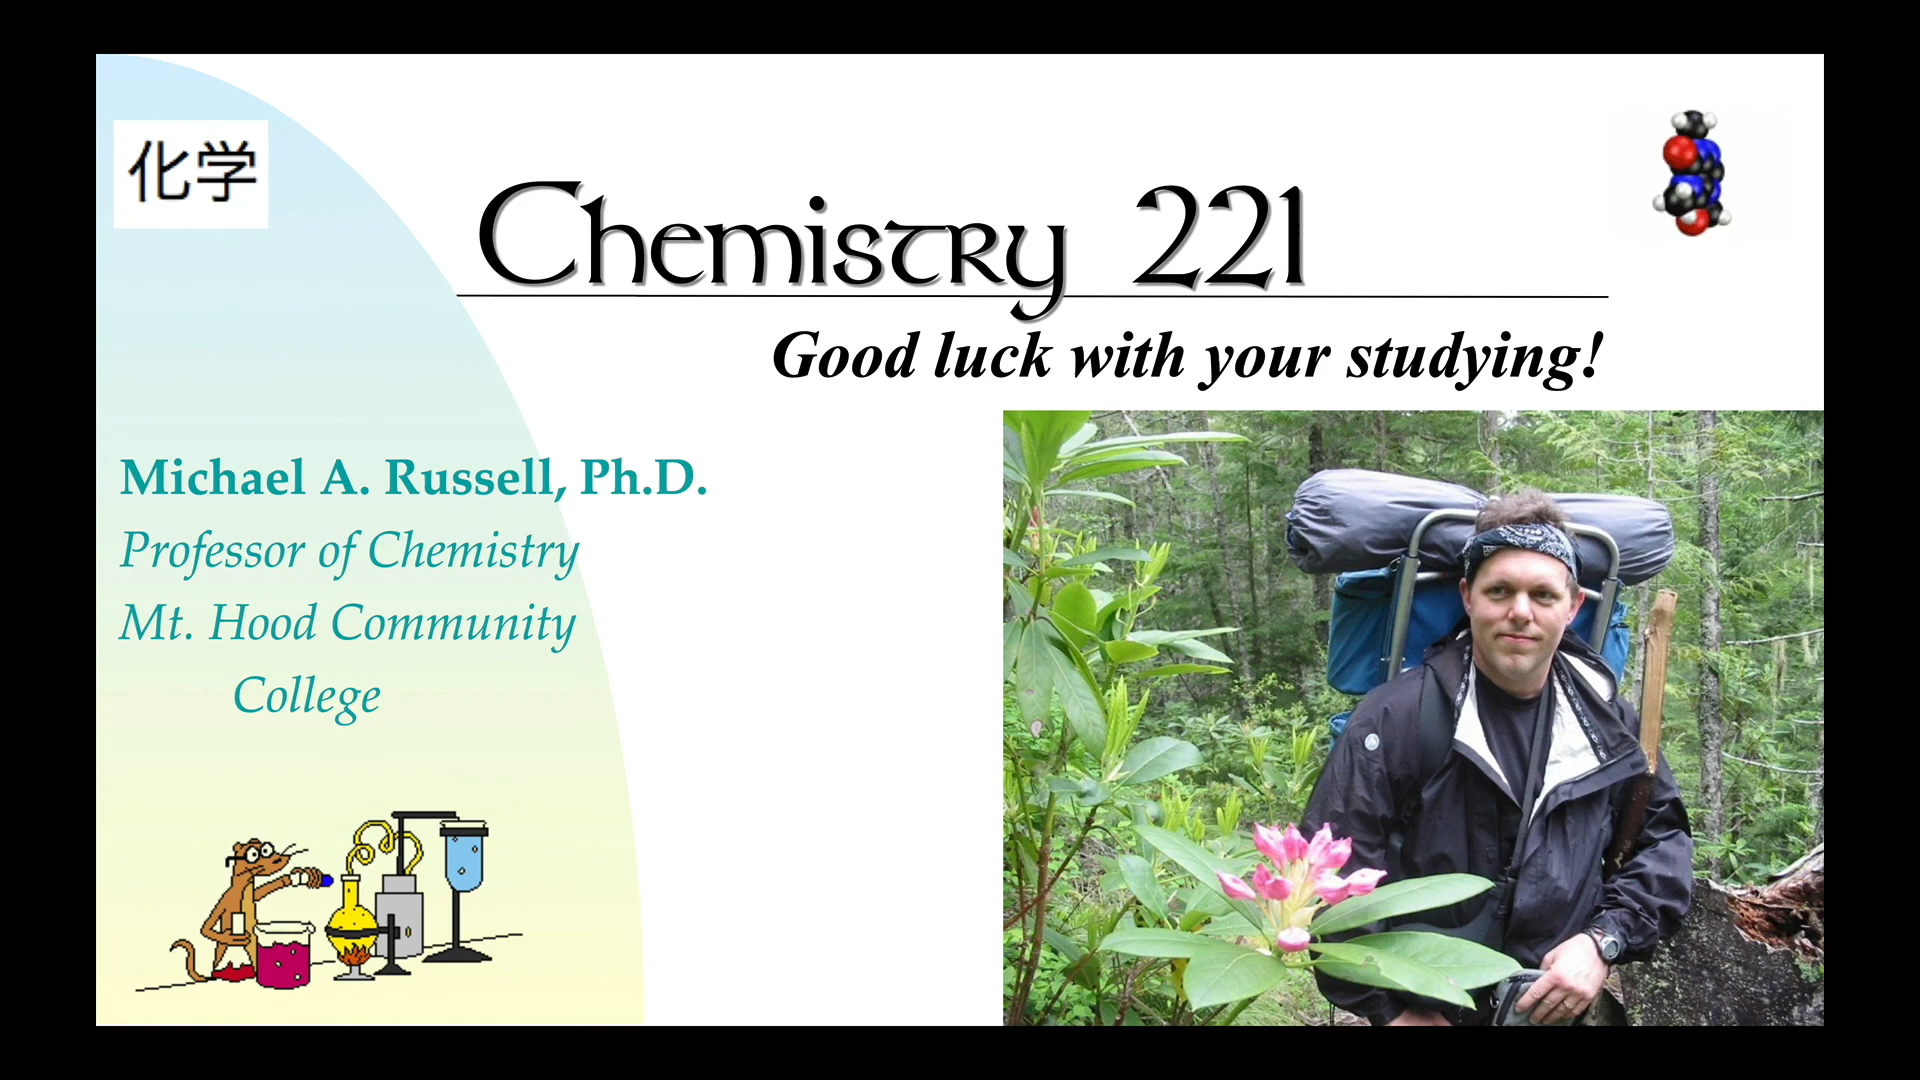 化学
Chemistry 221
Good luck with your studying!
Michael A. Russell, Ph.D.
Professor of Chemistry
Mt. Hood Community
College